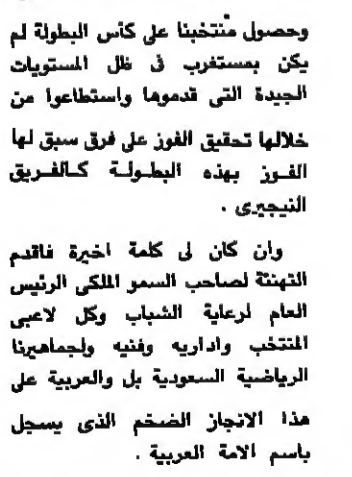 وحصول منتخبنا على كأس البطولة لم
يكن بمستغرب فى ظل المستويات
الجيدة التى قدموها واستطاعوا من
خلالها تحقيق الفوز على فرق سبق لها
الفوز بهذه البطولة كالفريق
النيجيرى .
وان كان لى كلمة اخيرة فاقدم
التهنئة لصاحب السمو الملكى الرئيس
العام لرعاية الشباب وكل لاعبى
المنتخب واداريه وفنيه ولجماهيرنا
الرياضية السعودية بل والعربية على
هذا الانجاز الضخم الذى يسجل
باسم الامة العربية .